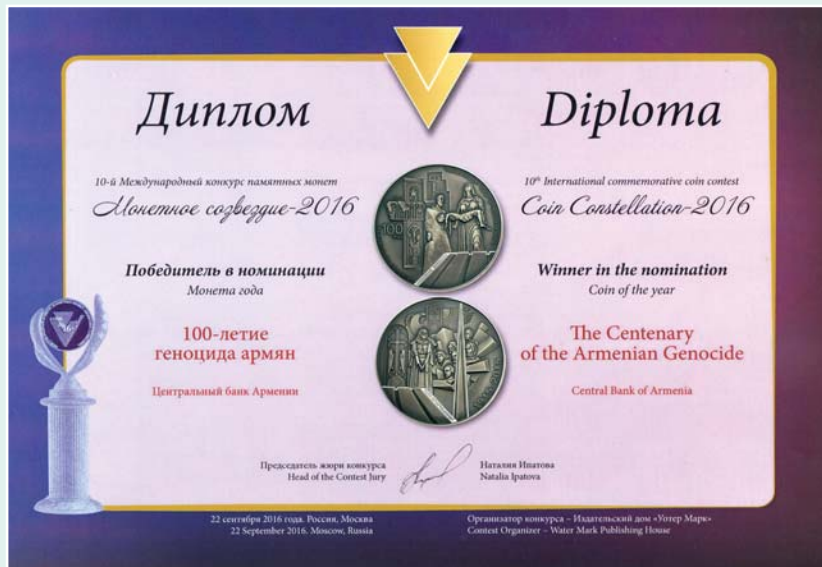 Диплом
10-й Международный конкурс памятных монет
Монетное созвездие-2016
Победитель в номинации
Монета года
100-летие
геноцида армян
Центральный банк Армении
Diploma
10th International commemorative coin contest
Coin Constellation-2016
Winner in the nomination
Coin of the year
The Centenary
of the Armenian Genocide
Central Bank of Armenia
100
Председатель жюри конкурса
Head of the Contest Jury
Наталия Ипатова
Natalia Ipatova
22 сентября 2016 года. Россия, Москва
22 September 2016. Moscow, Russia
Организатор конкурса – Издательский дом «Уотер Марк»
Contest Organizer – Water Mark Publishing House